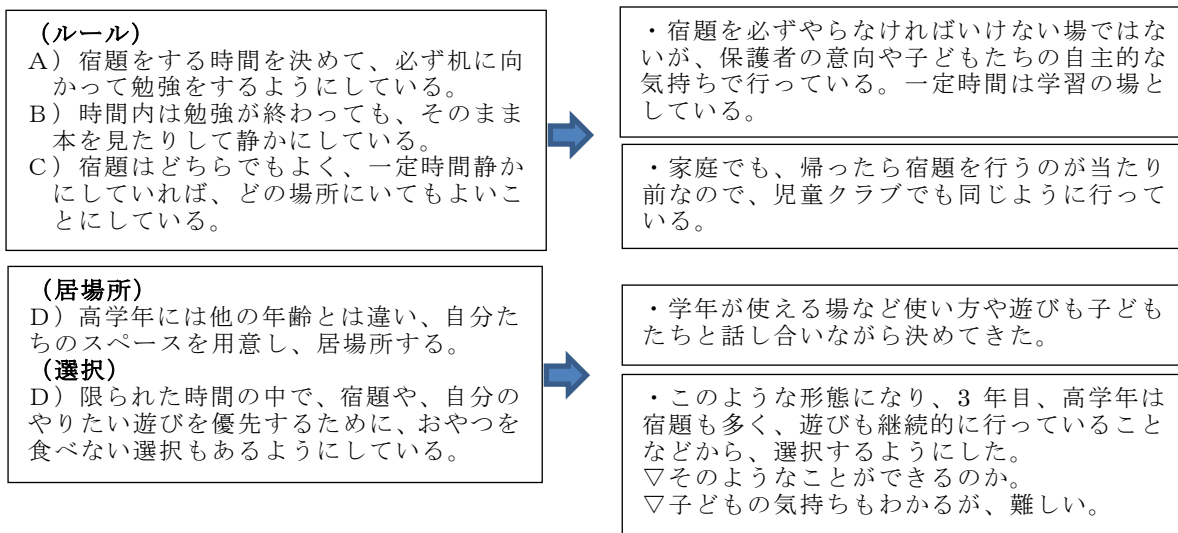 （ルール）
A）宿題をする時間を決めて、必ず机に向
かって勉強をするようにしている。
B）時間内は勉強が終わっても、そのまま
本を見たりして静かにしている。
C）宿題はどちらでもよく、一定時間静か
にしていれば、どの場所にいてもよいこ
とにしている。
・宿題を必ずやらなければいけない場ではな
いが、保護者の意向や子どもたちの自主的な
気持ちで行っている。一定時間は学習の場と
している。
・家庭でも、帰ったら宿題を行うのが当たり
前なので、児童クラブでも同じように行って
いる。
（居場所）
D）高学年には他の年齢とは違い、自分た
ちのスペースを用意し、居場所する。
（選択）
D）限られた時間の中で、宿題や、自分の
やりたい遊びを優先するために、おやつを
食べない選択もあるようにしている。
・学年が使える場など使い方や遊びも子ども
たちと話し合いながら決めてきた。
・このような形態になり、3 年目、高学年は
宿題も多く、遊びも継続的に行っていること
などから、選択するようにした。
▽そのようなことができるのか。
▽子どもの気持ちもわかるが、難しい。